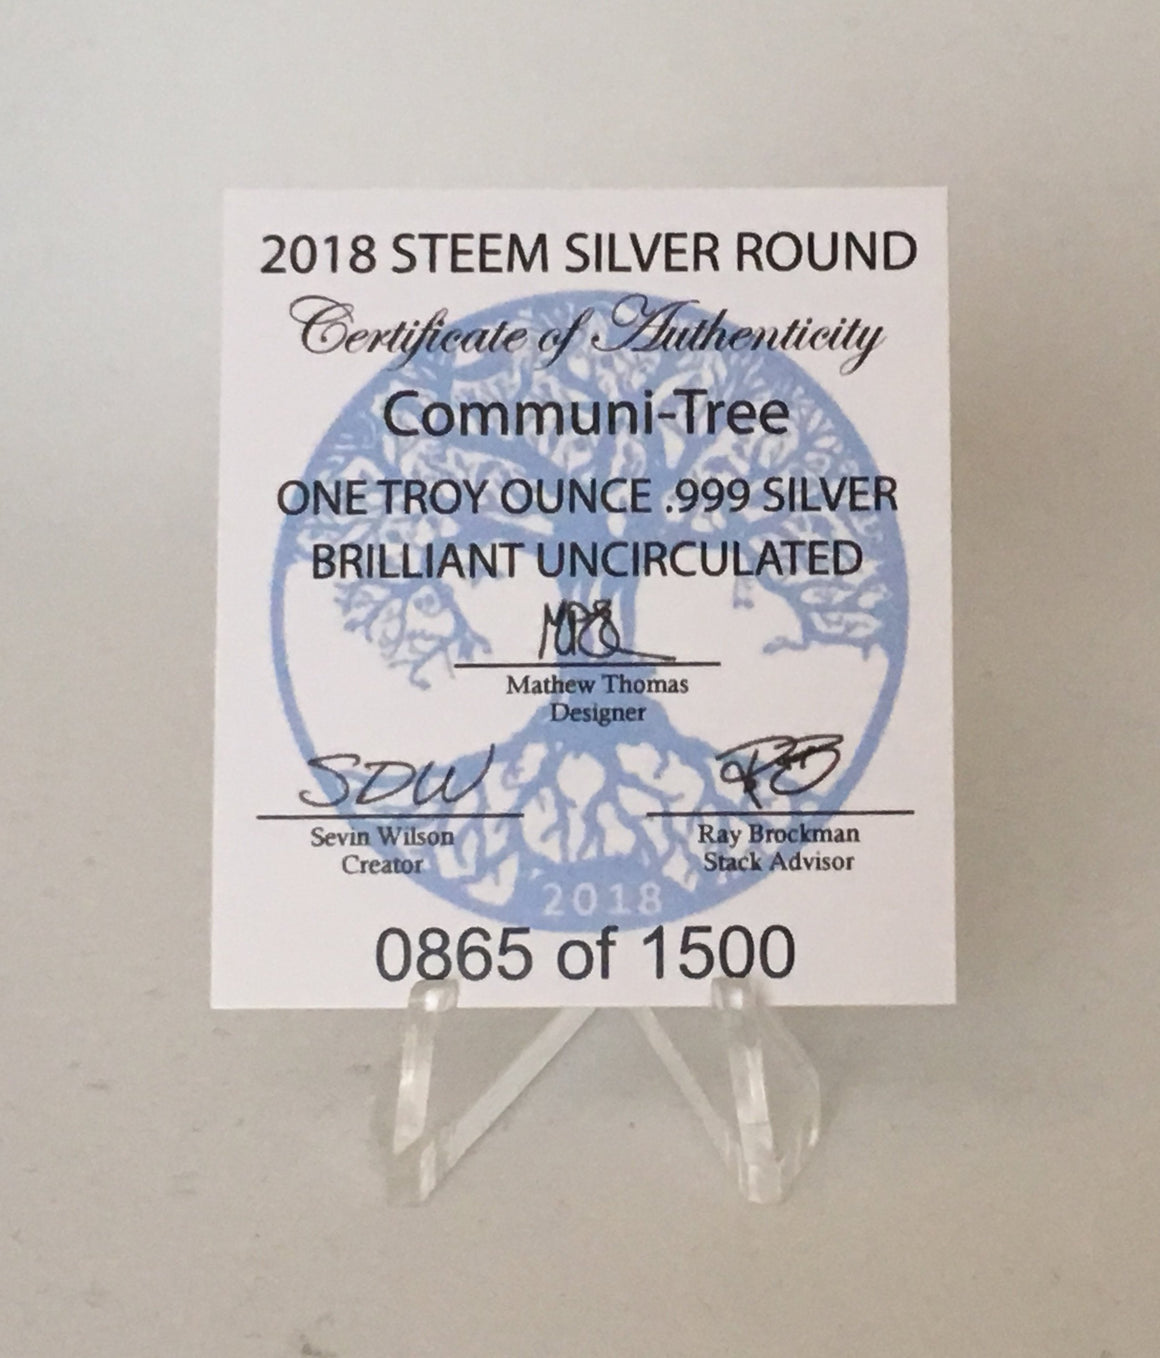 2018 STEEM SILVER ROUND
Certificate of Authenticity
Communi-Tree
ONE TROY OUNCE .999 SILVER
BRILLIANT UNCIRCULATED
Mathew Thomas
Designer
SDW
Sevin Wilson
Creator
Ray Brockman
Stack Advisor
2018
0865 of 1500